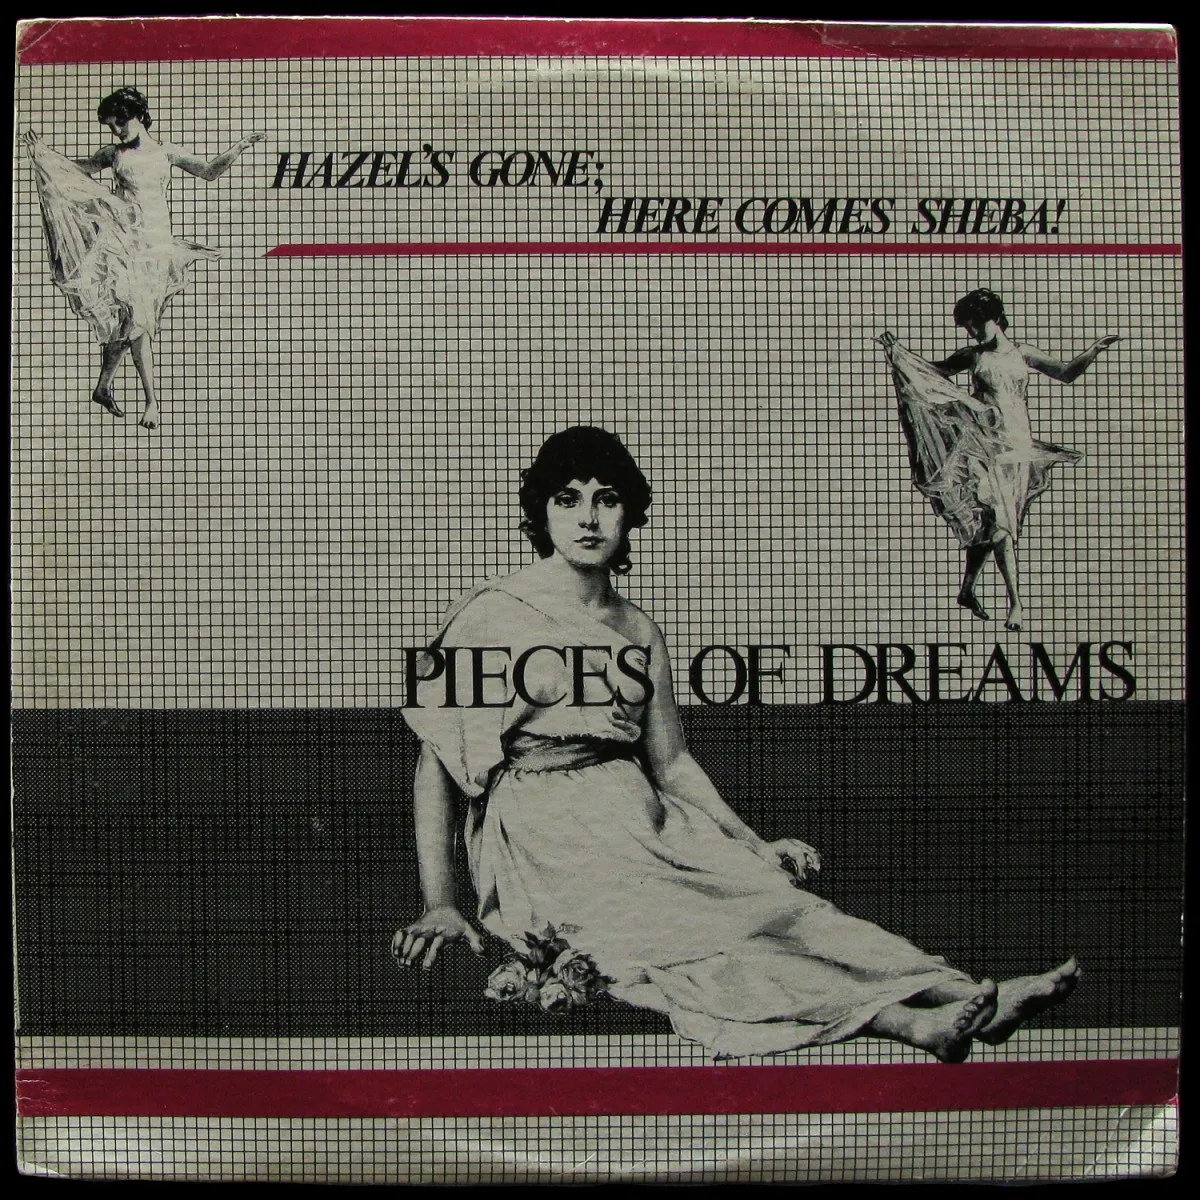 HAZEL'S GONE;
HERE COMES SHEBA!
PIECES OF DREAMS